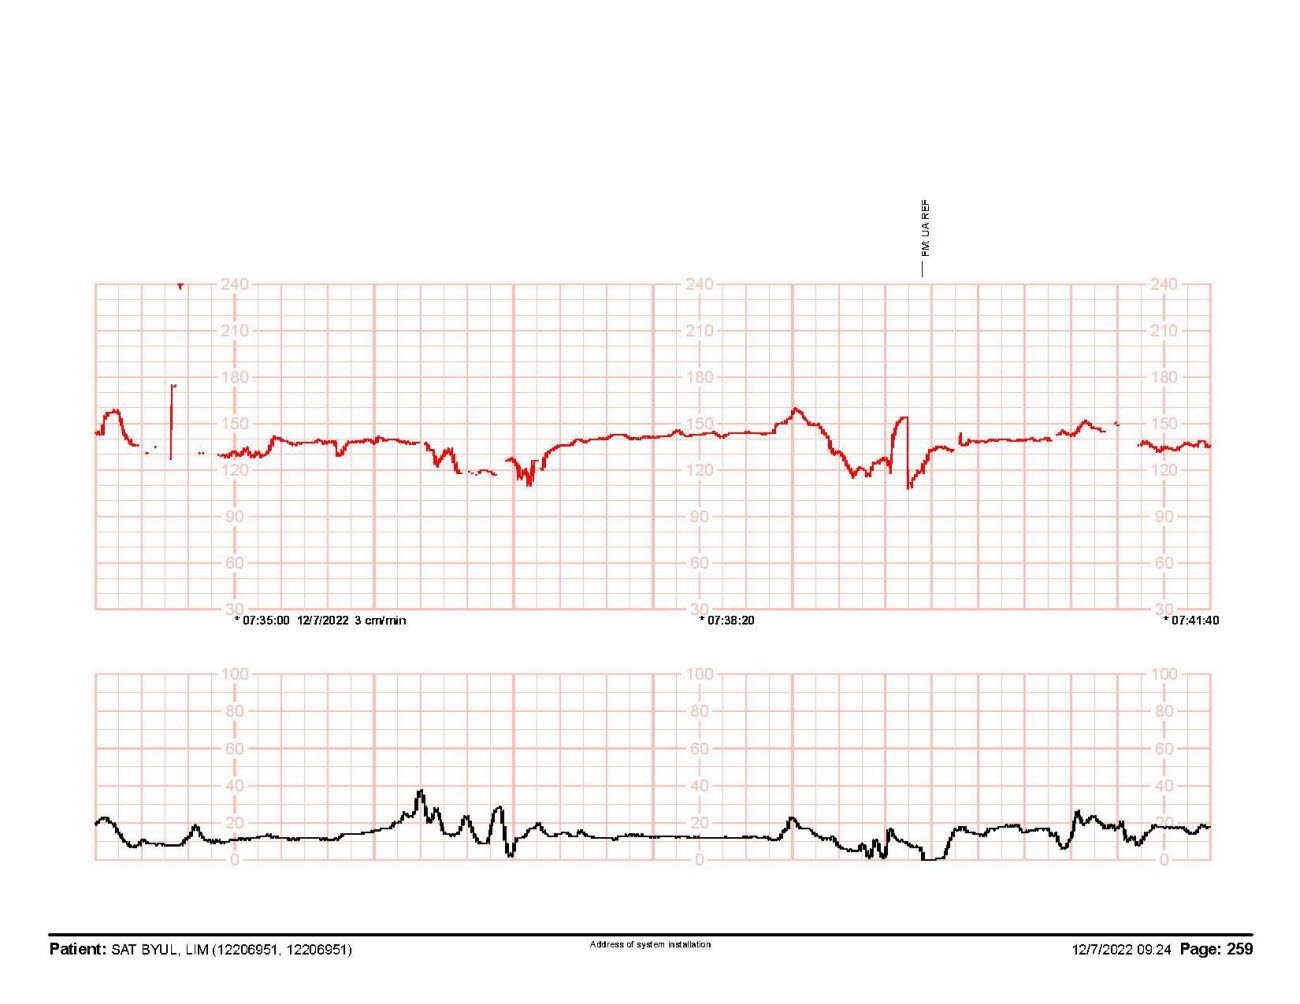 FM: UA REF
240 240 240
210 210 210
180 180 180
150 150 150
120 120 120
90 90 90
60 60 60
30 30 30
* 07:35:00 12/7/2022 3 cm/min * 07:38:20 * 07:41:40
100 100 100
80 80 80
60 60 60
40 40 40
20 20 20
0 0 0
Patient: SAT BYUL, LIM (12206951, 12206951) Address of system installation 12/7/2022 09:24 Page: 259